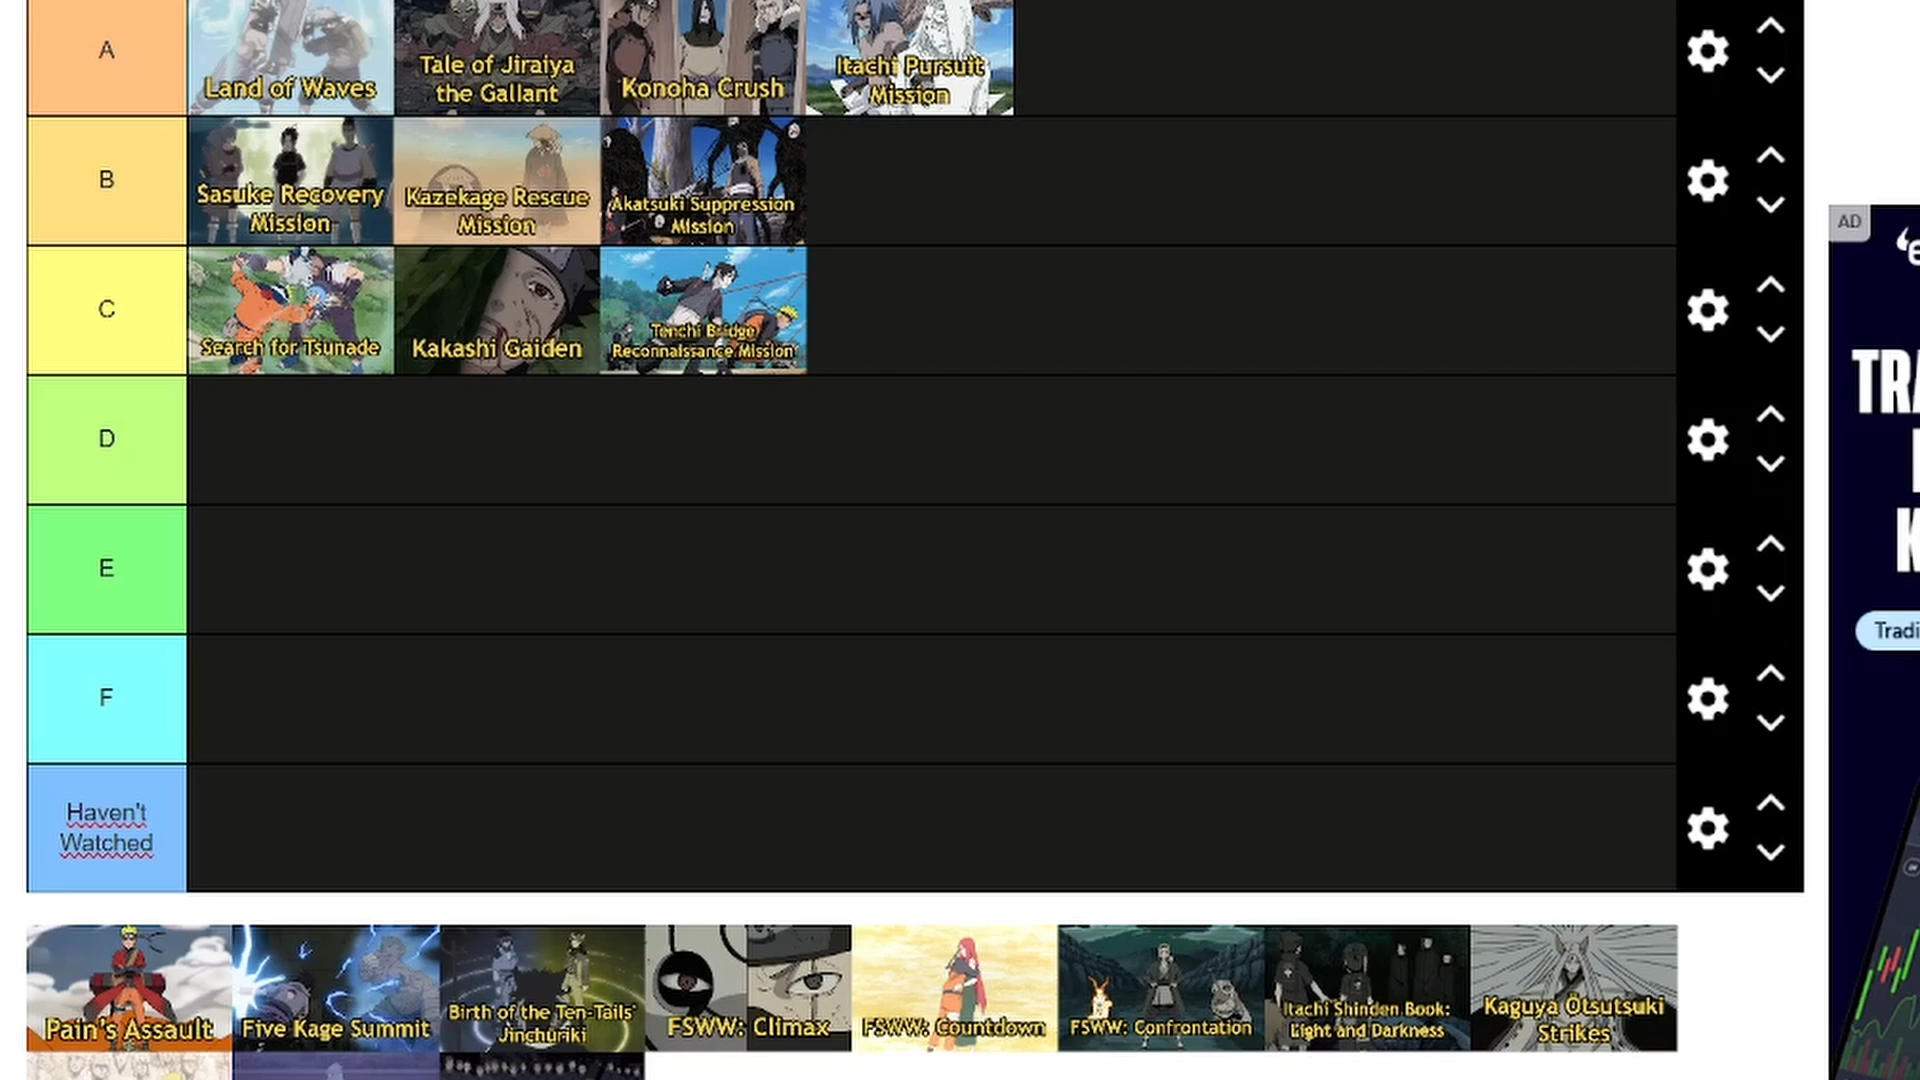 A
Land of Waves
Tale of Jiraiya
the Gallant
Konoha Crush
Itachi Pursuit
Mission
B
Sasuke Recovery
Mission
Kazekage Rescue
Mission
Akatsuki Suppression
Mission
C
Search for Tsunade
Kakashi Gaiden
Tenchi Bridge
Reconnaissance Mission
D
E
F
Haven't
Watched
AD
Pain's Assault
Five Kage Summit
Birth of the Ten-Tails'
Jinchuriki
FSWW: Climax
FSWW: Countdown
FSWW: Confrontation
Itachi Shinden Book:
Light and Darkness
Kaguya Ōtsutsuki
Strikes